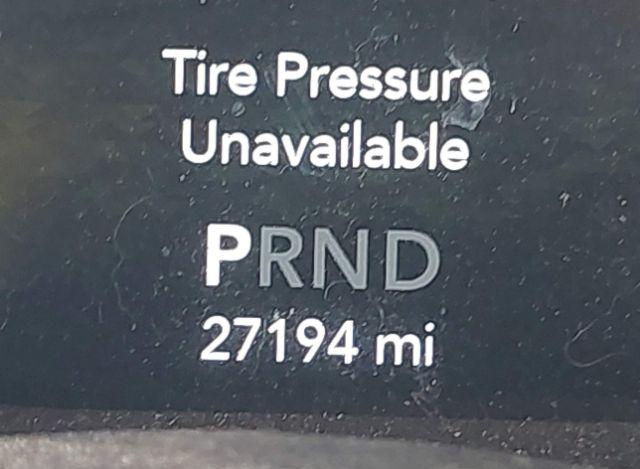 Tire Pressure
Unavailable
PRND
27194 mi